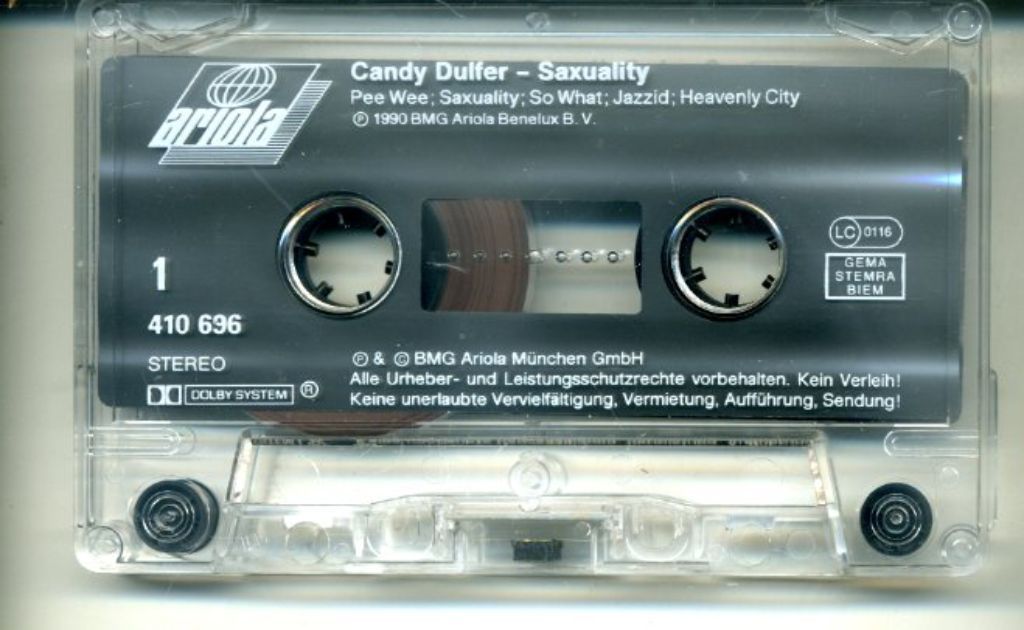 ariola
Candy Dulfer – Saxuality
Pee Wee; Saxuality; So What; Jazzid; Heavenly City
Ⓟ 1990 BMG Ariola Benelux B. V.
1
410 696
STEREO
DOLBY SYSTEM ®
LC 0116
GEMA
STEMRA
BIEM
Ⓟ & © BMG Ariola München GmbH
Alle Urheber- und Leistungsschutzrechte vorbehalten. Kein Verleih!
Keine unerlaubte Vervielfältigung, Vermietung, Aufführung, Sendung!